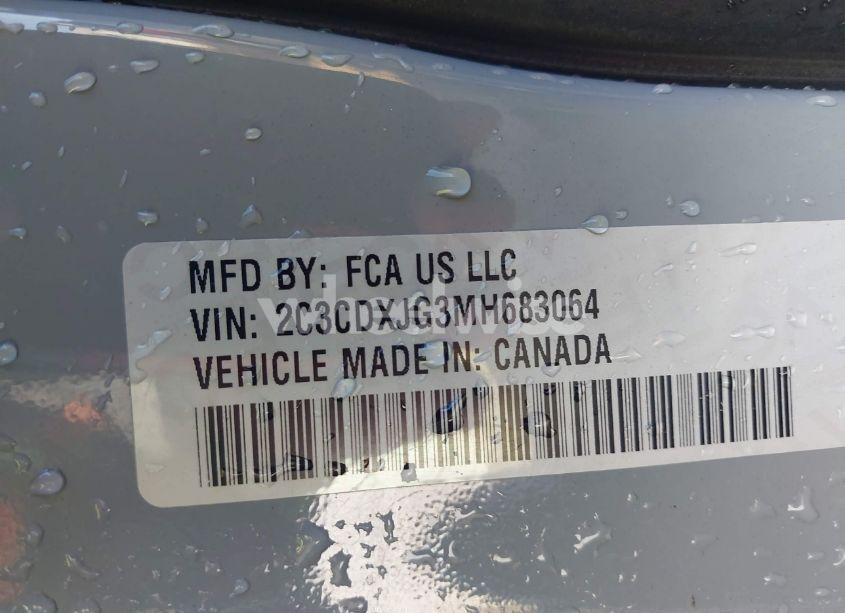 MFD BY: FCA US LLC
VIN: 2C3CDXJG3MH683064
VEHICLE MADE IN: CANADA